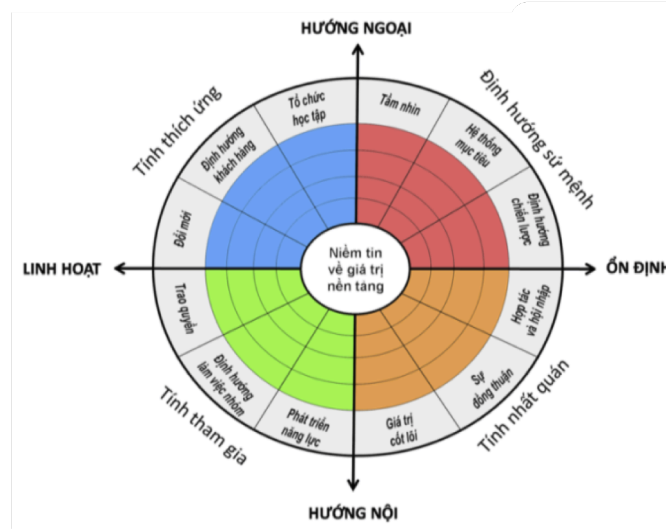 HƯỚNG NGOẠI
Tính thích ứng
Định hướng sứ mệnh
Tổ chức
học tập
Tầm nhìn
Định hướng
khách hàng
Hệ thống
mục tiêu
Đổi mới
Định hướng
chiến lược
LINH HOẠT
Niềm tin
về giá trị
nền tảng
ỔN ĐỊNH
Trao quyền
Hợp tác
và hội nhập
Định hướng
làm việc nhóm
Sự
đồng thuận
Phát triển
năng lực
Giá trị
cốt lõi
Tính tham gia
Tính nhất quán
HƯỚNG NỘI